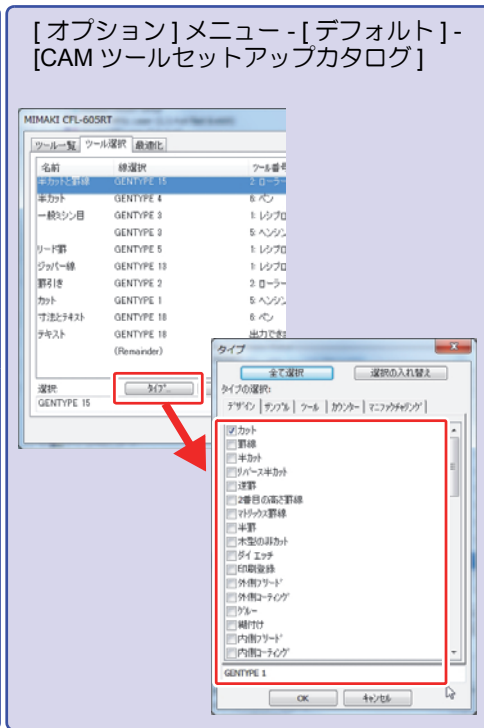 [ オプション ] メニュー - [ デフォルト ] -
[CAM ツールセットアップカタログ ]
MIMAKI CFL-605RT
ツール一覧 ツール選択 最適化
名前 線選択 ツール番号
半カットと罫線 GENTYPE 15 2: ローラー
半カット GENTYPE 4 6: ペン
一般ミシン目 GENTYPE 3 1: レシプロ
GENTYPE 3 5: ペンシン
リード罫 GENTYPE 5 1: レシプロ
ジッパー線 GENTYPE 13 1: レシプロ
罫引き GENTYPE 2 2: ローラー
カット GENTYPE 1 5: ペンシン
寸法とテキスト GENTYPE 18 6: ペン
テキスト GENTYPE 18 出力でき
(Remainder)
選択: タイプ...
GENTYPE 15
タイプ
全て選択 選択の入れ替え
タイプの選択:
デザイン サンプル ツール カウンター マニファクチャリング
カット
罫線
半カット
リバース半カット
逆罫
2番目の高さ罫線
マトリックス罫線
半罫
木型の非カット
ダイ エッチ
印刷登録
外側ブリード
外側コーティング
グルー
糊付け
内側ブリード
内側コーティング
GENTYPE 1
OK キャンセル